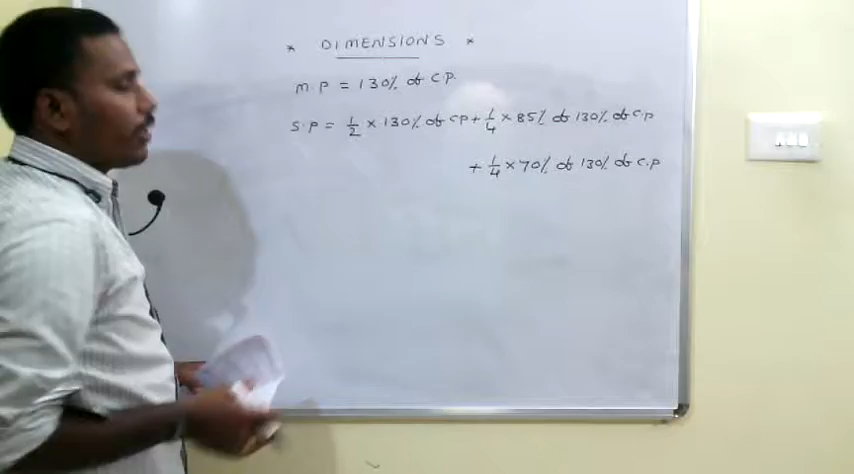 * DIMENSIONS *
M.P = 130% of C.P.
S.P = 1/2 × 130% of CP + 1/4 × 85% of 130% of C.P
+ 1/4 × 70% of 130% of C.P